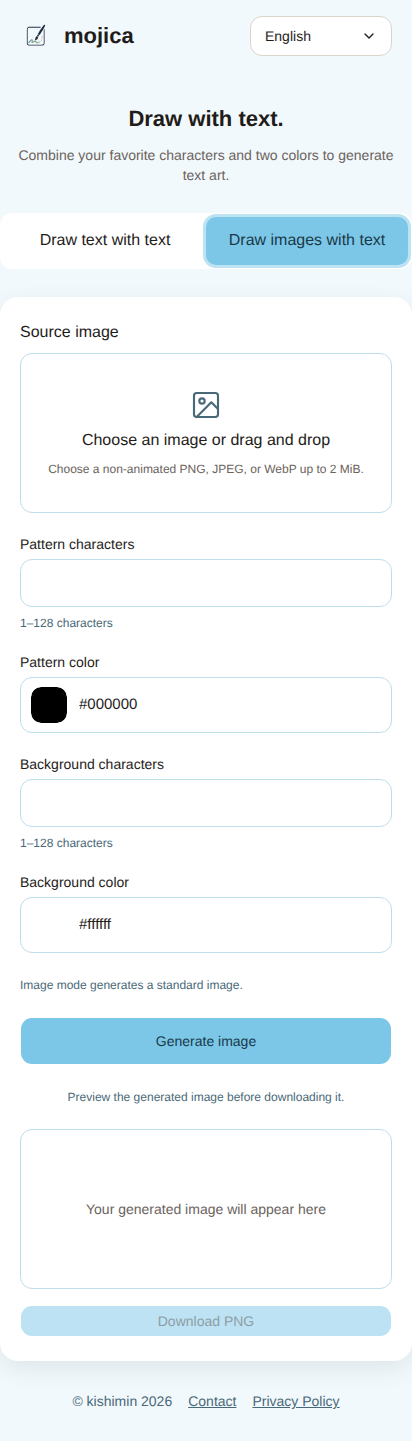 mojica
English
Draw with text.
Combine your favorite characters and two colors to generate
text art.
Draw text with text
Draw images with text
Source image
Choose an image or drag and drop
Choose a non-animated PNG, JPEG, or WebP up to 2 MiB.
Pattern characters
1–128 characters
Pattern color
#000000
Background characters
1–128 characters
Background color
#ffffff
Image mode generates a standard image.
Generate image
Preview the generated image before downloading it.
Your generated image will appear here
Download PNG
© kishimin 2026 Contact Privacy Policy